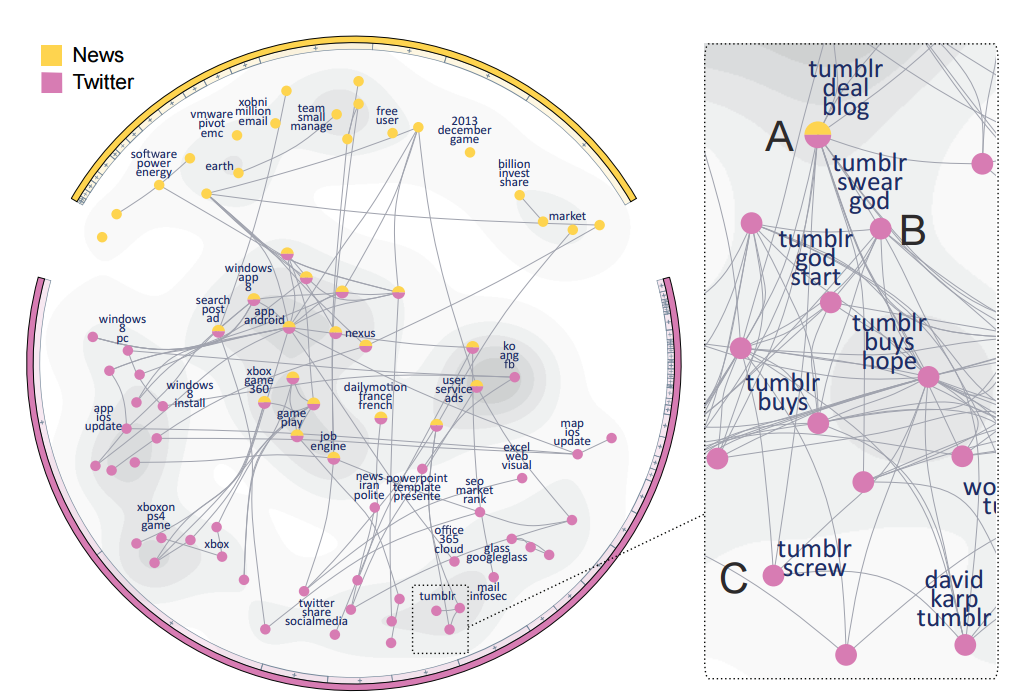 News
Twitter
xobni
million
email
vmware
pivot
emc
team
small
manage
free
user
2013
december
game
software
power
energy
earth
billion
invest
share
market
windows
app
8
search
post
ad
app
android
nexus
windows
8
pc
ko
ang
fb
xbox
game
360
user
service
ads
windows
8
install
dailymotion
france
french
game
play
app
ios
update
job
engine
map
ios
update
excel
web
visual
news
iran
polite
powerpoint
template
presente
seo
market
rank
xboxon
ps4
game
xbox
office
365
cloud
glass
googleglass
mail
infosec
twitter
share
socialmedia
tumblr
tumblr
deal
blog
A
tumblr
swear
god
B
tumblr
god
start
tumblr
buys
hope
tumblr
buys
wo
tu
C
tumblr
screw
david
karp
tumblr